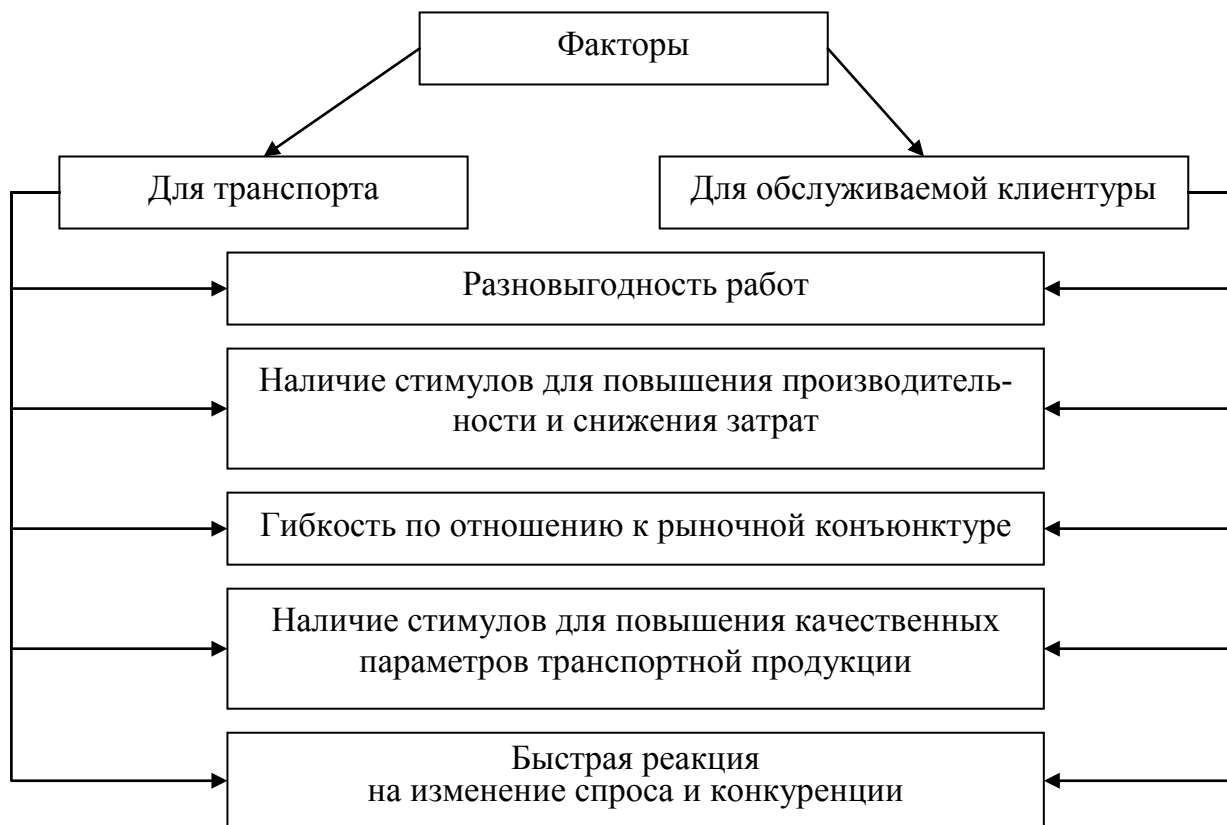 Факторы
Для транспорта
Для обслуживаемой клиентуры
Разновыгодность работ
Наличие стимулов для повышения производитель-
ности и снижения затрат
Гибкость по отношению к рыночной конъюнктуре
Наличие стимулов для повышения качественных
параметров транспортной продукции
Быстрая реакция
на изменение спроса и конкуренции